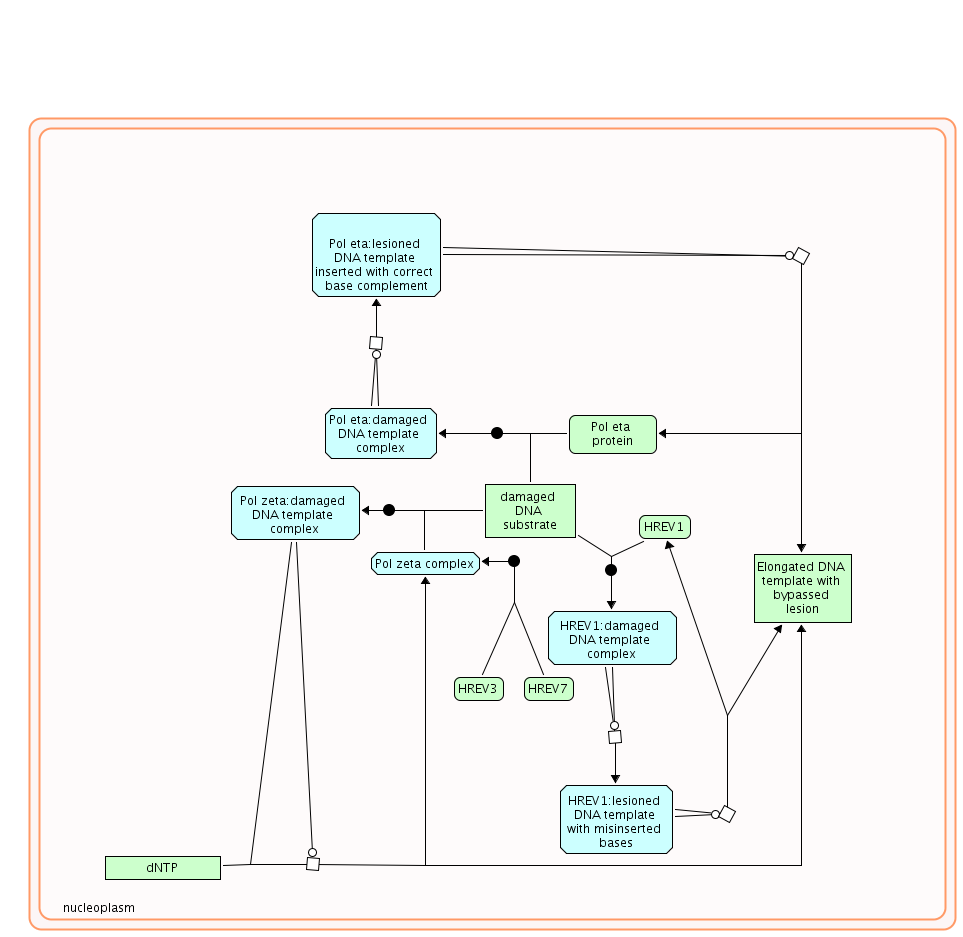 Pol eta:lesioned
DNA template
inserted with correct
base complement
Pol eta:damaged
DNA template
complex
Pol eta
protein
Pol zeta:damaged
DNA template
complex
damaged
DNA
substrate
HREV1
Pol zeta complex
Elongated DNA
template with
bypassed
lesion
HREV1:damaged
DNA template
complex
HREV3
HREV7
HREV1:lesioned
DNA template
with misinserted
bases
dNTP
nucleoplasm